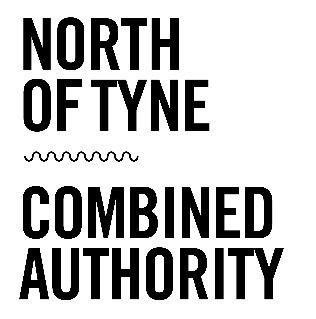 NORTH
OF TYNE
COMBINED
AUTHORITY